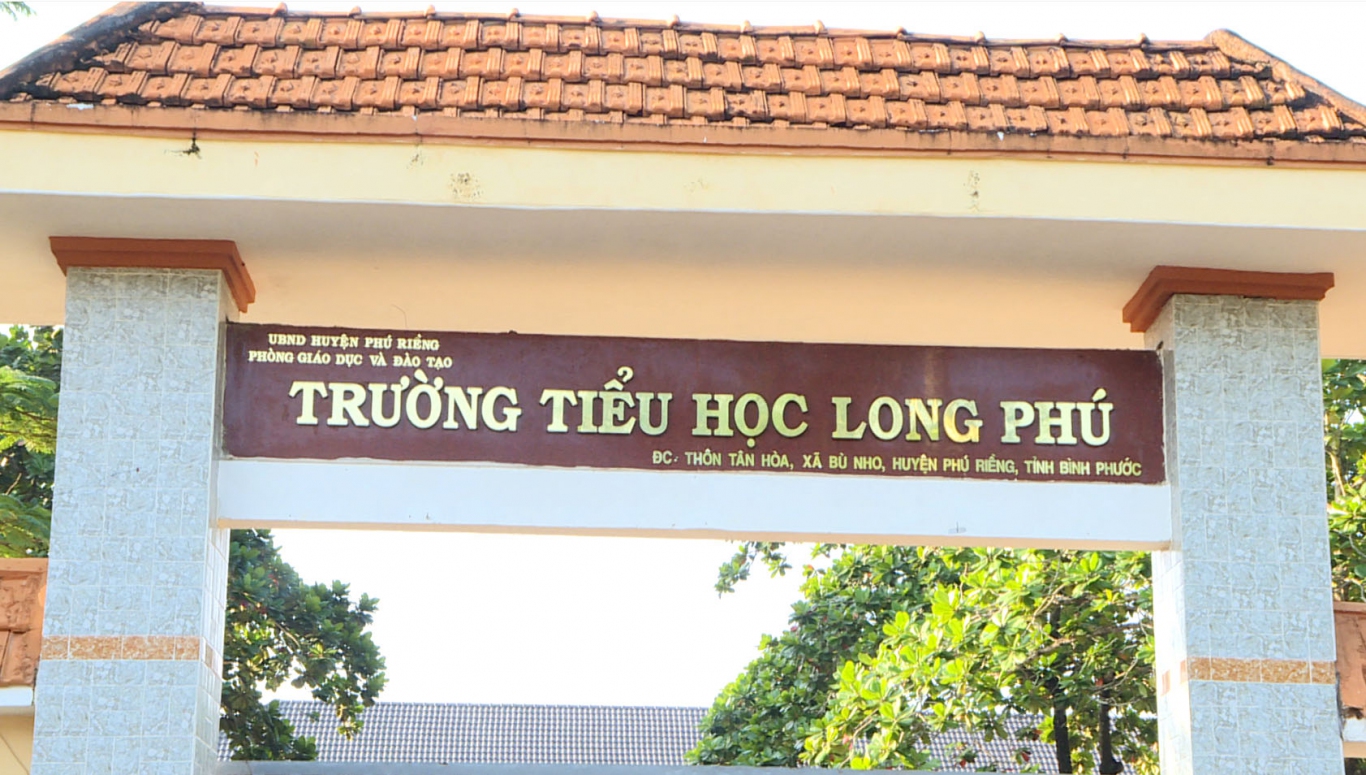 UBND HUYỆN PHÚ RIỀNG
PHÒNG GIÁO DỤC VÀ ĐÀO TẠO
TRƯỜNG TIỂU HỌC LONG PHÚ
ĐC: THÔN TÂN HÒA, XÃ BÙ NHO, HUYỆN PHÚ RIỀNG, TỈNH BÌNH PHƯỚC